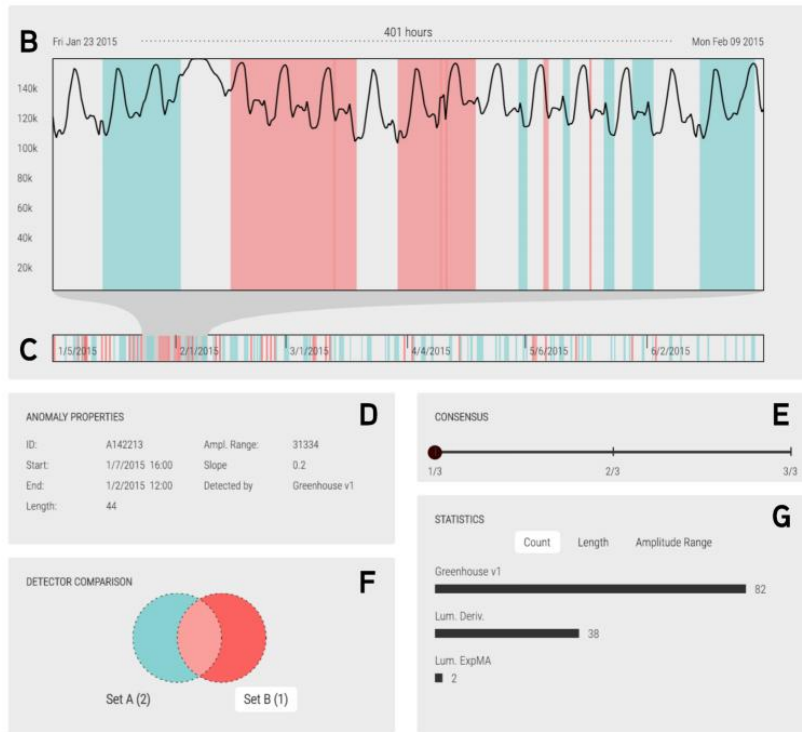 B
Fri Jan 23 2015
401 hours
Mon Feb 09 2015
140k
120k
100k
80k
60k
40k
20k
C
1/5/2015
2/1/2015
3/1/2015
4/4/2015
5/6/2015
6/2/2015
ANOMALY PROPERTIES
D
ID: A142213 Ampl. Range: 31334
Start: 1/7/2015 16:00 Slope 0.2
End: 1/2/2015 12:00 Detected by Greenhouse v1
Length: 44
CONSENSUS
E
1/3 2/3 3/3
DETECTOR COMPARISON
F
Set A (2) Set B (1)
STATISTICS
G
Count Length Amplitude Range
Greenhouse v1
82
Lum. Deriv.
38
Lum. ExpMA
2